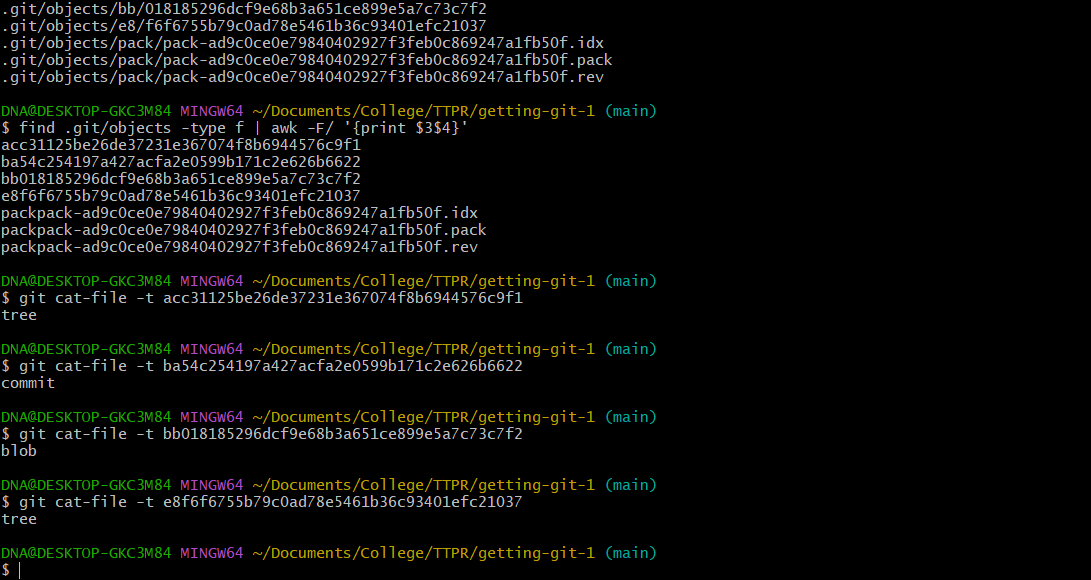 .git/objects/bb/018185296dcf9e68b3a651ce899e5a7c73c7f2
.git/objects/e8/f6f6755b79c0ad78e5461b36c93401efc21037
.git/objects/pack/pack-ad9c0ce0e79840402927f3feb0c869247a1fb50f.idx
.git/objects/pack/pack-ad9c0ce0e79840402927f3feb0c869247a1fb50f.pack
.git/objects/pack/pack-ad9c0ce0e79840402927f3feb0c869247a1fb50f.rev
DNA@DESKTOP-GKC3M84 MINGW64 ~/Documents/College/TTPR/getting-git-1 (main)
$ find .git/objects -type f | awk -F/ '{print $3$4}'
acc31125be26de37231e367074f8b6944576c9f1
ba54c254197a427acfa2e0599b171c2e626b6622
bb018185296dcf9e68b3a651ce899e5a7c73c7f2
e8f6f6755b79c0ad78e5461b36c93401efc21037
packpack-ad9c0ce0e79840402927f3feb0c869247a1fb50f.idx
packpack-ad9c0ce0e79840402927f3feb0c869247a1fb50f.pack
packpack-ad9c0ce0e79840402927f3feb0c869247a1fb50f.rev
DNA@DESKTOP-GKC3M84 MINGW64 ~/Documents/College/TTPR/getting-git-1 (main)
$ git cat-file -t acc31125be26de37231e367074f8b6944576c9f1
tree
DNA@DESKTOP-GKC3M84 MINGW64 ~/Documents/College/TTPR/getting-git-1 (main)
$ git cat-file -t ba54c254197a427acfa2e0599b171c2e626b6622
commit
DNA@DESKTOP-GKC3M84 MINGW64 ~/Documents/College/TTPR/getting-git-1 (main)
$ git cat-file -t bb018185296dcf9e68b3a651ce899e5a7c73c7f2
blob
DNA@DESKTOP-GKC3M84 MINGW64 ~/Documents/College/TTPR/getting-git-1 (main)
$ git cat-file -t e8f6f6755b79c0ad78e5461b36c93401efc21037
tree
DNA@DESKTOP-GKC3M84 MINGW64 ~/Documents/College/TTPR/getting-git-1 (main)
$